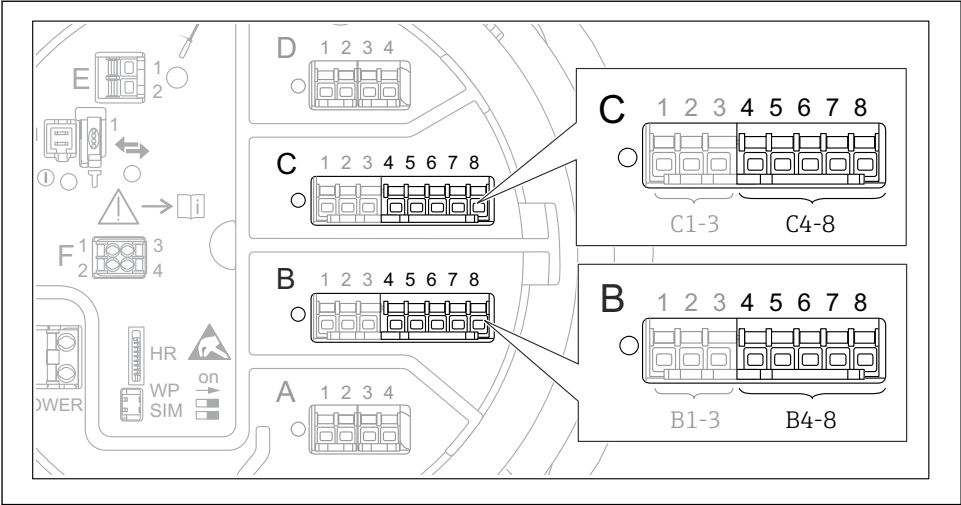 D 1 2 3 4
E 1
2
1
C 1 2 3 4 5 6 7 8
i
F 1 3
2 4
B 1 2 3 4 5 6 7 8
HR
WP on
SIM
OWER
A 1 2 3 4
C 1 2 3 4 5 6 7 8
C1-3 C4-8
B 1 2 3 4 5 6 7 8
B1-3 B4-8